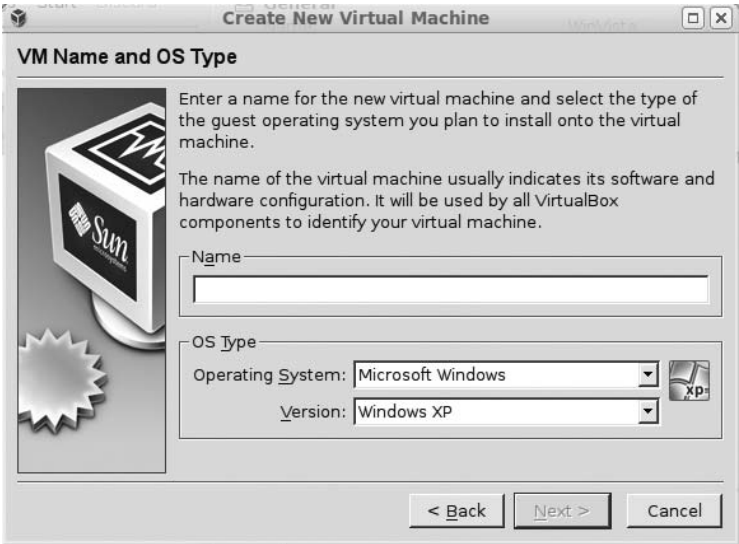 Create New Virtual Machine
VM Name and OS Type
Enter a name for the new virtual machine and select the type of
the guest operating system you plan to install onto the virtual
machine.
The name of the virtual machine usually indicates its software and
hardware configuration. It will be used by all VirtualBox
components to identify your virtual machine.
Sun
microsystems
Name
OS Type
Operating System: Microsoft Windows
xp
Version: Windows XP
< Back
Next >
Cancel